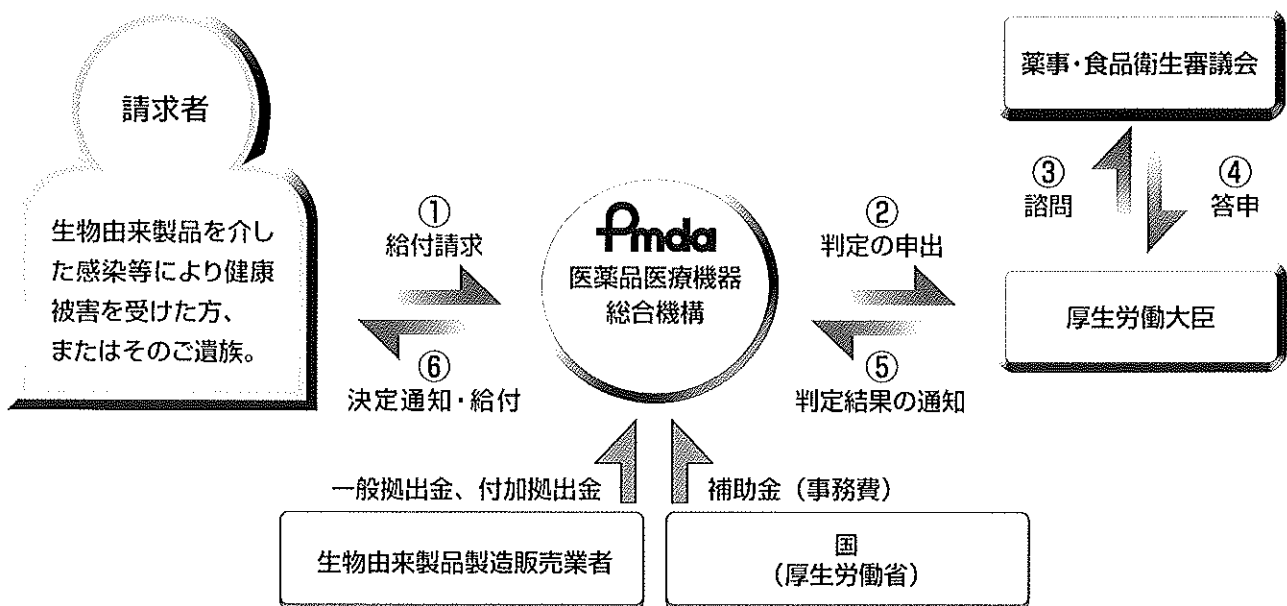 請求者
生物由来製品を介し
た感染等により健康
被害を受けた方、
またはそのご遺族。
①
給付請求
⑥
決定通知・給付
Pmda
医薬品医療機器
総合機構
②
判定の申出
⑤
判定結果の通知
薬事・食品衛生審議会
③
諮問
④
答申
厚生労働大臣
一般拠出金、付加拠出金
補助金（事務費）
生物由来製品製造販売業者
国
（厚生労働省）